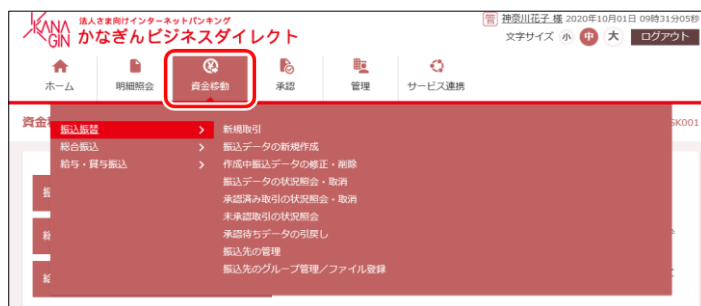 KANA GIN 法人さま向けインターネットバンキング
かなぎんビジネスダイレクト
管 神奈川花子 様 2020年10月01日 09時31分05秒
文字サイズ 小 中 大 ログアウト
ホーム 明細照会 資金移動 承認 管理 サービス連携
資金 SK001
振込振替 > 新規取引
総合振込 > 振込データの新規作成
給与・賞与振込 > 作成中振込データの修正・削除
振込データの状況照会・取消
承認済み取引の状況照会・取消
未承認取引の状況照会
承認待ちデータの引戻し
振込先の管理
振込先のグループ管理/ファイル登録